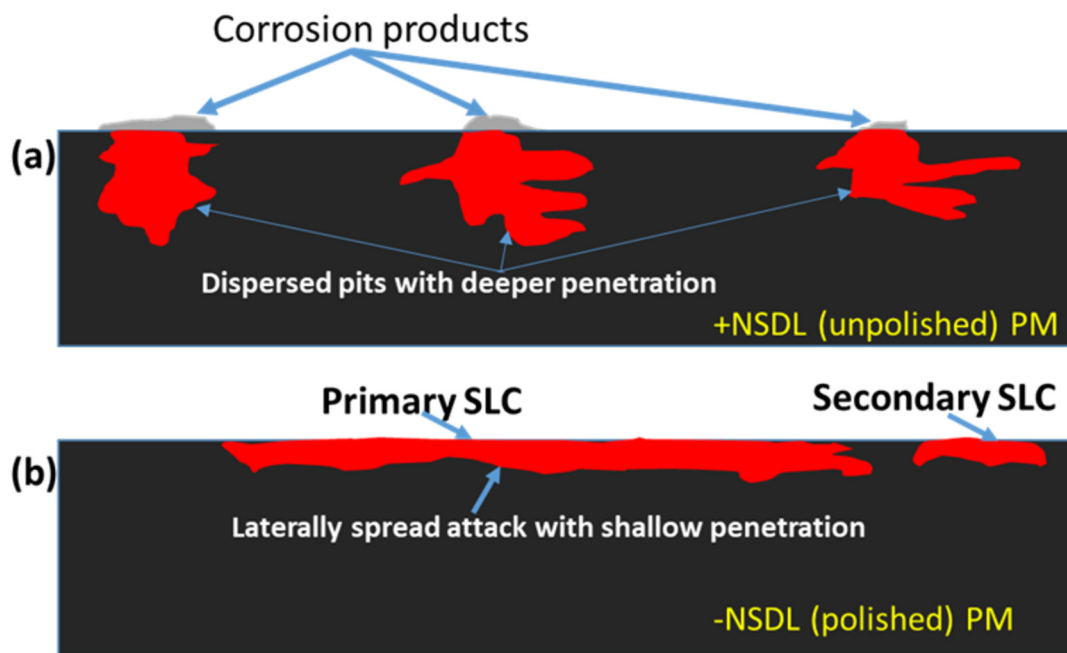 Corrosion products
(a)
Dispersed pits with deeper penetration
+NSDL (unpolished) PM
Primary SLC
Secondary SLC
(b)
Laterally spread attack with shallow penetration
-NSDL (polished) PM